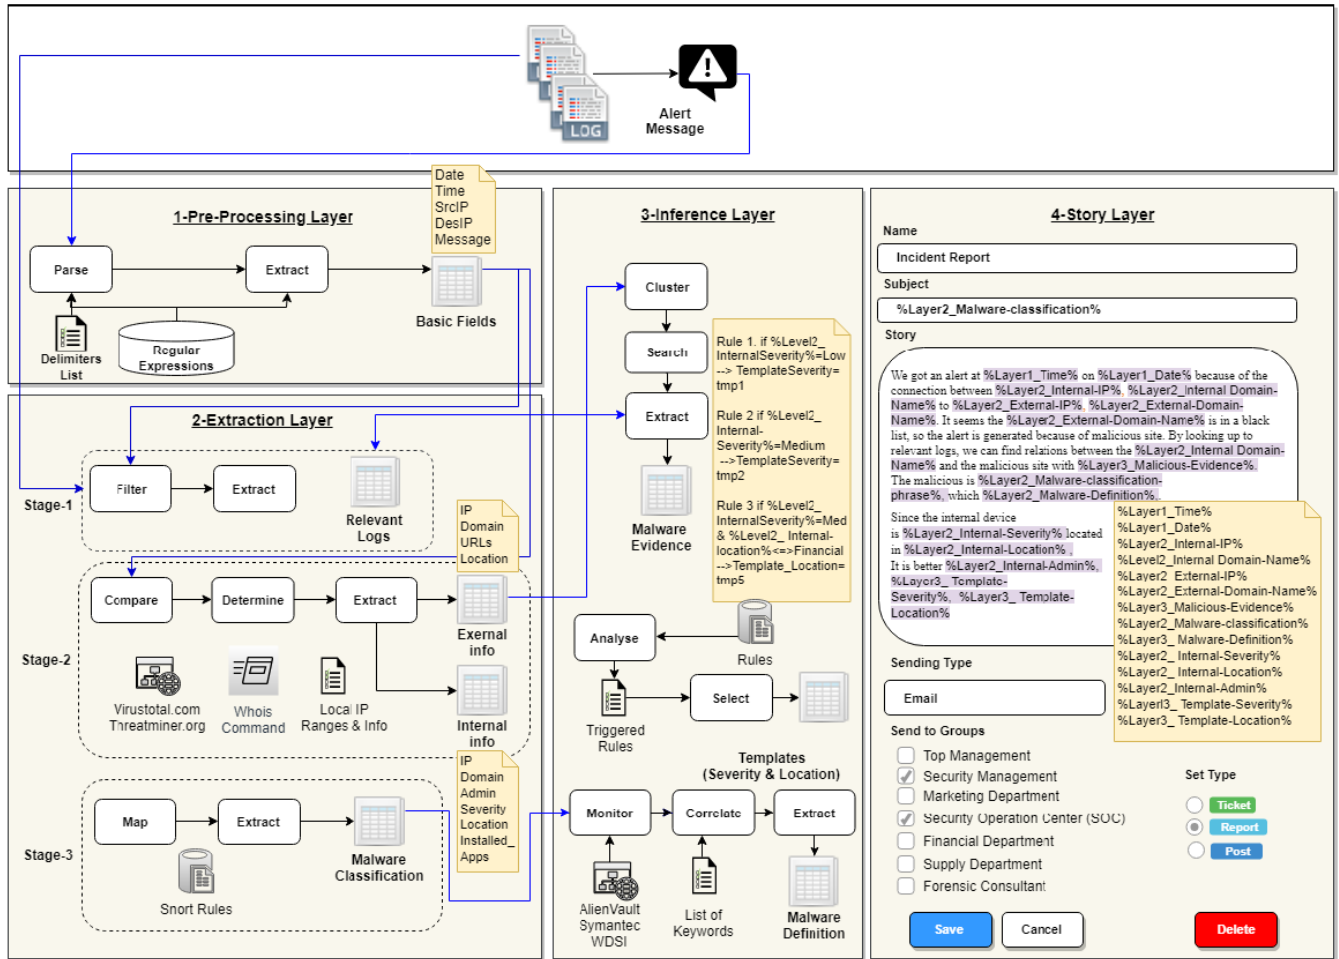 LOG
Alert
Message
Date
Time
SrcIP
DesIP
Message
1-Pre-Processing Layer
Parse
Extract
Basic Fields
Delimiters
List
Regular
Expressions
2-Extraction Layer
Stage-1
Filter
Extract
Relevant
Logs
IP
Domain
URLs
Location
Stage-2
Compare
Determine
Extract
Exernal
info
Virustotal.com
Threatminer.org
Whois
Command
Local IP
Ranges & Info
Internal
info
IP
Domain
Admin
Severity
Location
Installed_
Apps
Stage-3
Map
Extract
Malware
Classification
Snort Rules
3-Inference Layer
Cluster
Search
Extract
Malware
Evidence
Rule 1. if %Level2_
InternalSeverity%=Low
--> TemplateSeverity=
tmp1
Rule 2 if %Level2_
Internal-
Severity%=Medium
-->TemplateSeverity=
tmp2
Rule 3 if %Level2_
InternalSeverity%=Med
& %Level2_ Internal-
location%<=>Financial
-->Template_Location=
tmp5
Analyse
Rules
Triggered
Rules
Select
Templates
(Severity & Location)
Monitor
Correlate
Extract
AlienVault
Symantec
WDSI
List of
Keywords
Malware
Definition
4-Story Layer
Name
Incident Report
Subject
%Layer2_Malware-classification%
Story
We got an alert at %Layer1_Time% on %Layer1_Date% because of the
connection between %Layer2_Internal-IP%, %Layer2_internal Domain-
Name% to %Layer2_External-IP%, %Layer2_External-Domain-
Name%. It seems the %Layer2_External-Domain-Name% is in a black
list, so the alert is generated because of malicious site. By looking up to
relevant logs, we can find relations between the %Layer2_Internal Domain-
Name% and the malicious site with %Layer3_Malicious-Evidence%.
The malicious is %Layer2_Malware-classification-
phrase%, which %Layer2_Malware-Definition%,.
Since the internal device
is %Layer2_Internal-Severity% located
in %Layer2_Internal-Location% ,
It is better %Layer2_Internal-Admin%,
%Layer3_ Template-
Severity%, %Layer3_ Template-
Location%
%Layer1_Time%
%Layer1_Date%
%Layer2_Internal-IP%
%Level2_Internal Domain-Name%
%Layer2_External-IP%
%Layer2_External-Domain-Name%
%Layer3_Malicious-Evidence%
%Layer2_Malware-classification%
%Layer3_ Malware-Definition%
%Layer2_ Internal-Severity%
%Layer2_ Internal-Location%
%Layer2_Internal-Admin%
%Layerl3_ Template-Severity%
%Layer3_ Template-Location%
Sending Type
Email
Send to Groups
Top Management
Security Management
Marketing Department
Security Operation Center (SOC)
Financial Department
Supply Department
Forensic Consultant
Set Type
Ticket
Report
Post
Save
Cancel
Delete